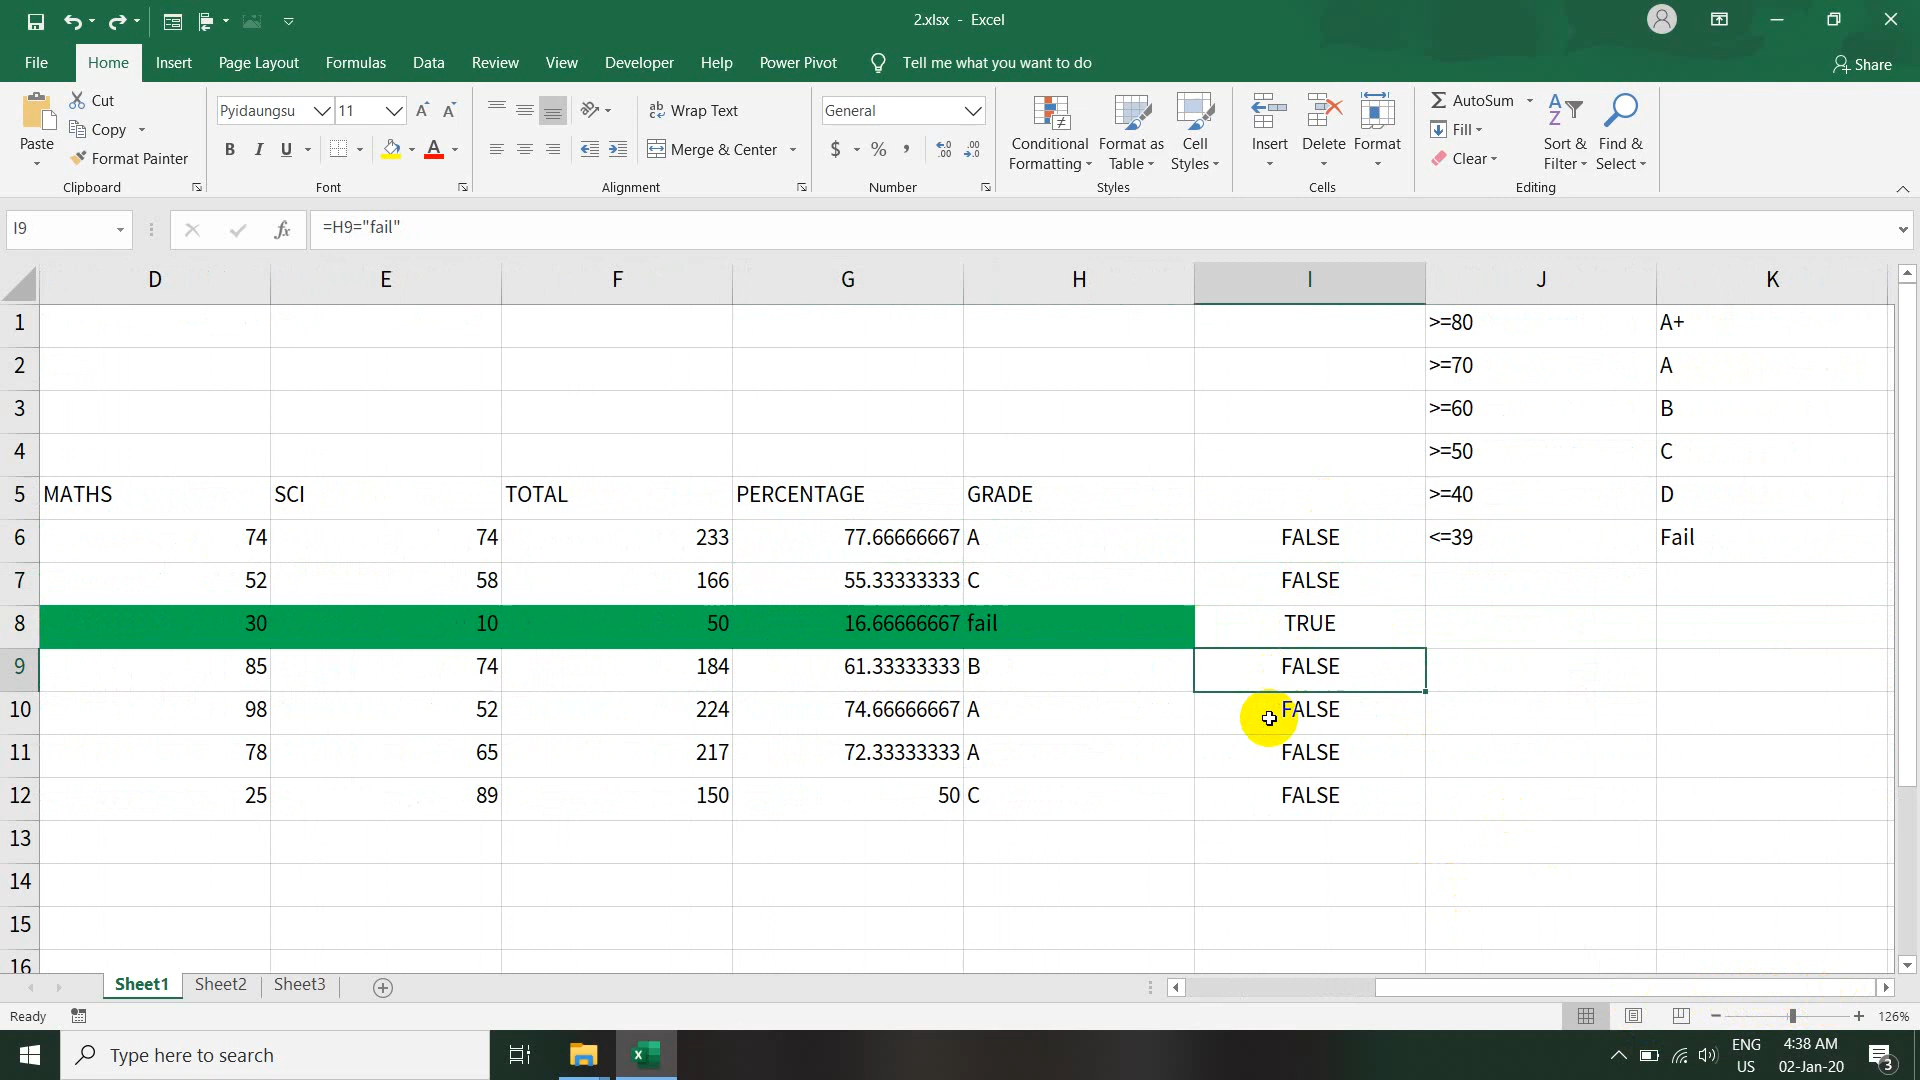 2.xlsx - Excel
File Home Insert Page Layout Formulas Data Review View Developer Help Power Pivot Tell me what you want to do Share
Paste
Cut
Copy
Format Painter
Clipboard
Pyidaungsu 11
B I U
Font
Wrap Text
Merge & Center
Alignment
General
$ % ,
Number
Conditional
Formatting
Format as
Table
Cell
Styles
Styles
Insert Delete Format
Cells
AutoSum
Fill
Clear
Sort &
Filter
Find &
Select
Editing
I9 fx =H9="fail"
D E F G H I J K
1 >=80 A+
2 >=70 A
3 >=60 B
4 >=50 C
5 MATHS SCI TOTAL PERCENTAGE GRADE >=40 D
6 74 74 233 77.66666667 A FALSE <=39 Fail
7 52 58 166 55.33333333 C FALSE
8 30 10 50 16.66666667 fail TRUE
9 85 74 184 61.33333333 B FALSE
10 98 52 224 74.66666667 A FALSE
11 78 65 217 72.33333333 A FALSE
12 25 89 150 50 C FALSE
13
14
15
16
Sheet1 Sheet2 Sheet3
Ready 126%
Type here to search
ENG
US
4:38 AM
02-Jan-20
3